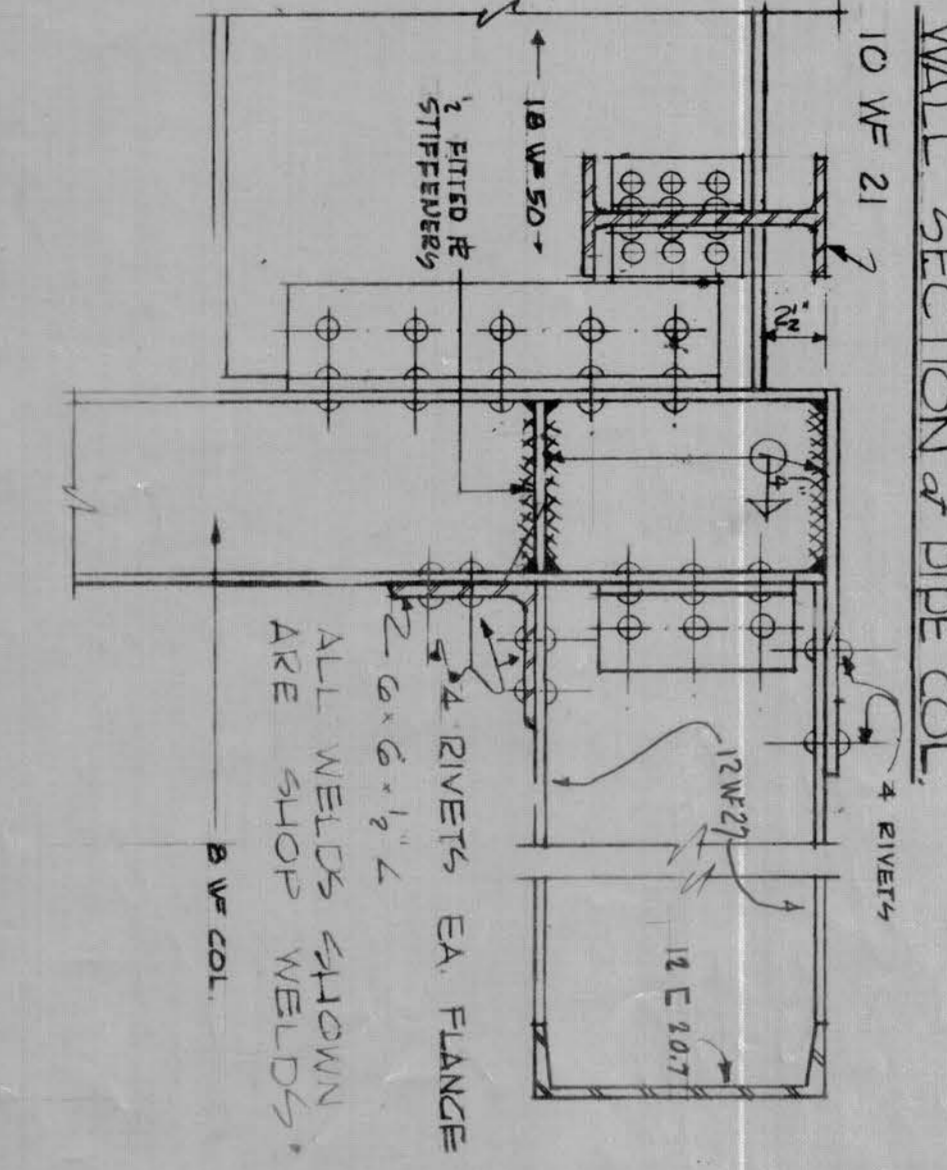 WALL SECTION at PIPE COL.
10 WF 21
2½"
18 WF 50
½ FITTED PL
STIFFENERS
4 RIVETS
12 WF 27
12 [ 20.7
4 RIVETS EA. FLANGE
6 x 6 x ½" L
ALL WELDS SHOWN
ARE SHOP WELDS.
8 WF COL.